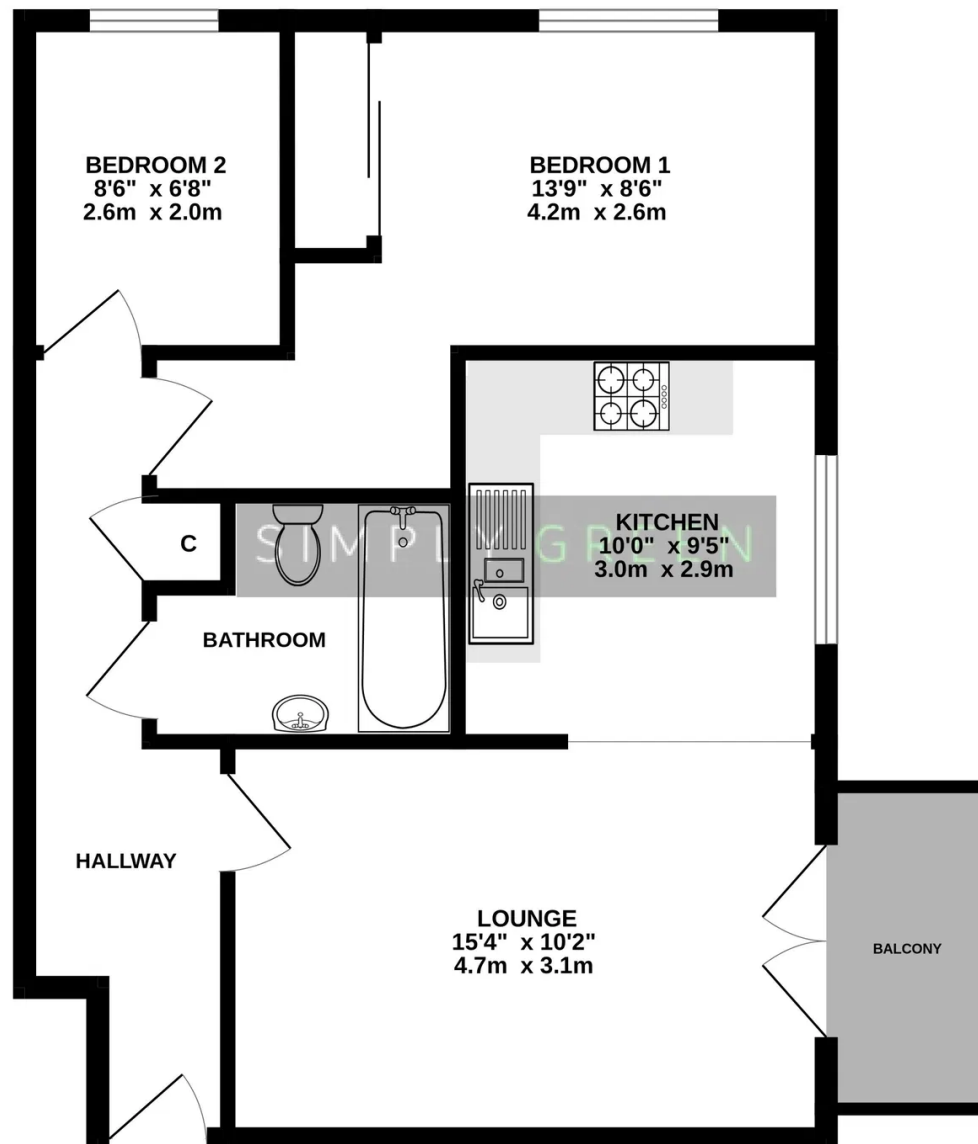 BEDROOM 2
8'6" x 6'8"
2.6m x 2.0m
BEDROOM 1
13'9" x 8'6"
4.2m x 2.6m
C
SIMPLY GREEN
KITCHEN
10'0" x 9'5"
3.0m x 2.9m
BATHROOM
HALLWAY
LOUNGE
15'4" x 10'2"
4.7m x 3.1m
BALCONY